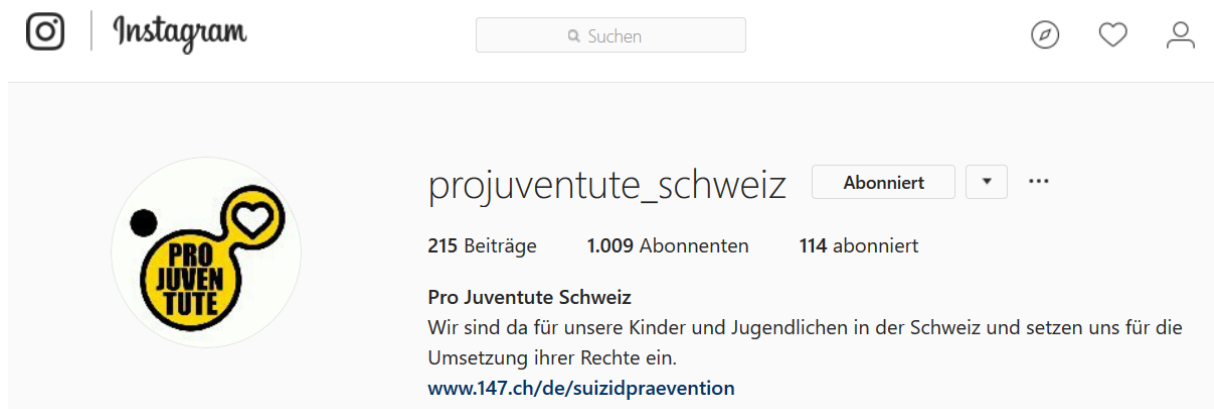 Instagram
Suchen
projuventute_schweiz Abonniert
215 Beiträge 1.009 Abonnenten 114 abonniert
PRO
JUVEN
TUTE
Pro Juventute Schweiz
Wir sind da für unsere Kinder und Jugendlichen in der Schweiz und setzen uns für die
Umsetzung ihrer Rechte ein.
www.147.ch/de/suizidpraevention